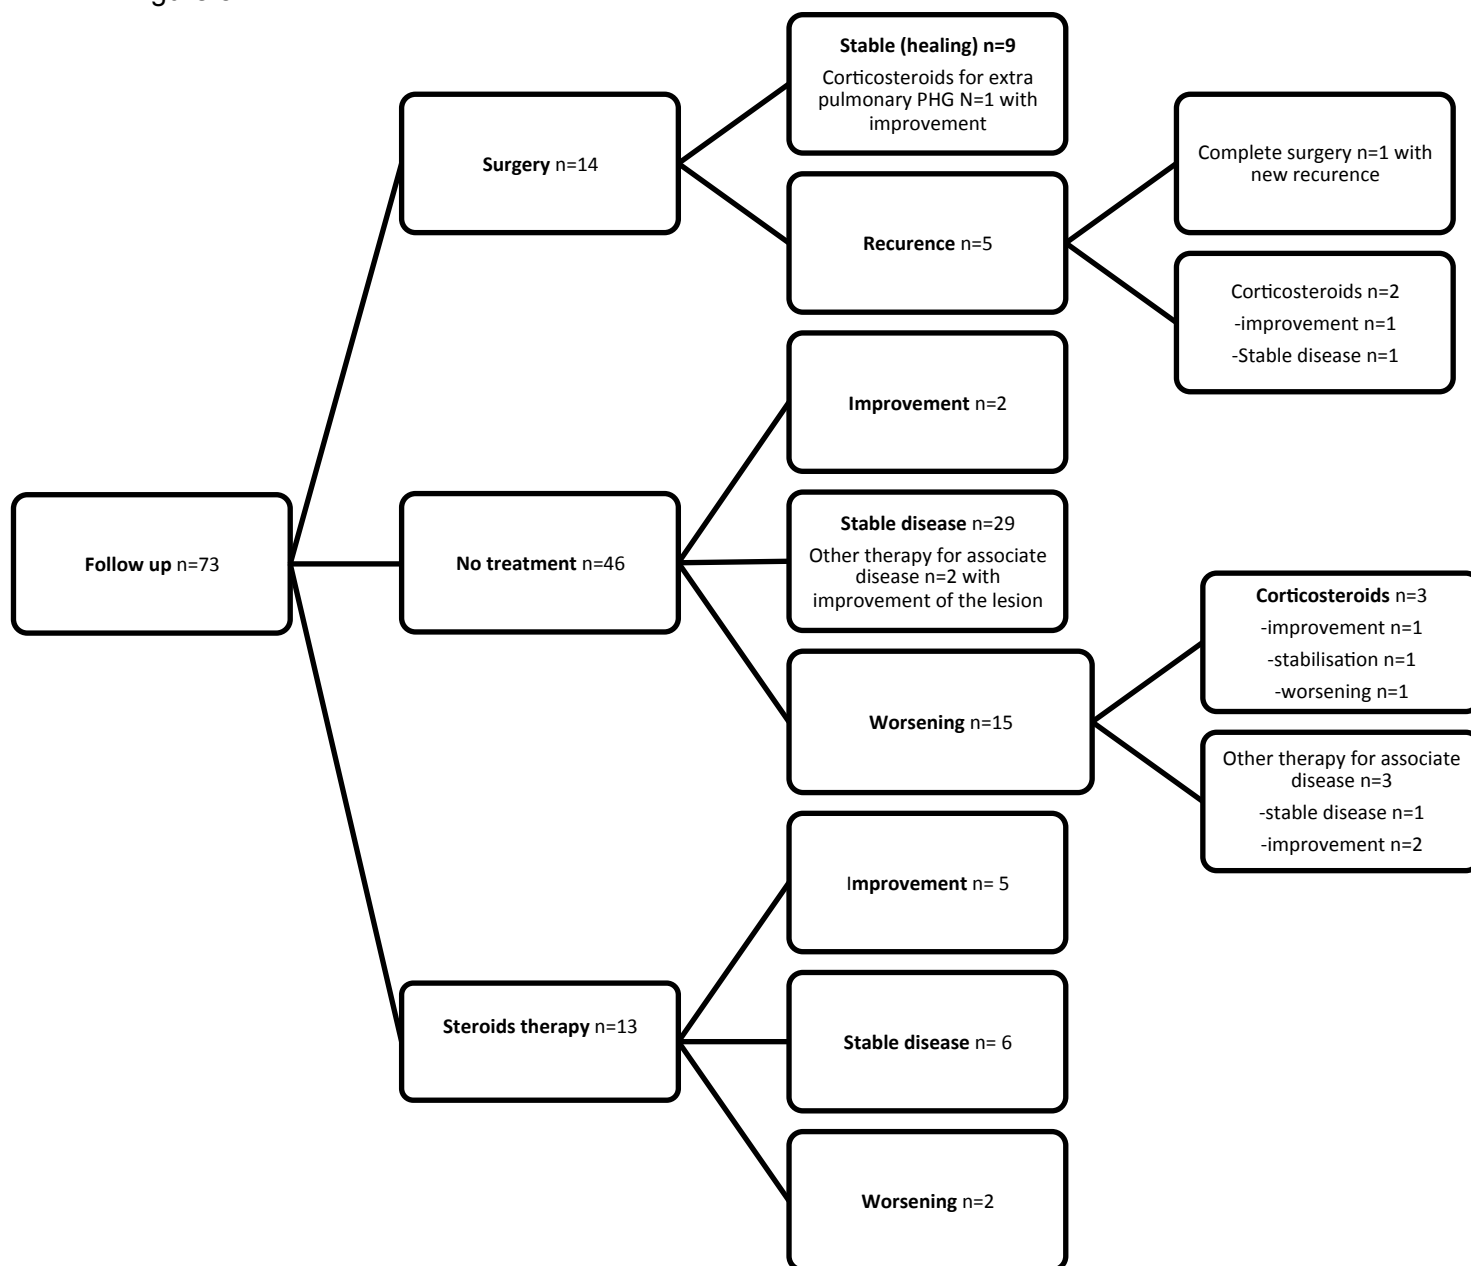 Follow up n=73
Surgery n=14
Stable (healing) n=9
Corticosteroids for extra
pulmonary PHG N=1 with
improvement
Recurence n=5
Complete surgery n=1 with
new recurence
Corticosteroids n=2
-improvement n=1
-Stable disease n=1
No treatment n=46
Improvement n=2
Stable disease n=29
Other therapy for associate
disease n=2 with
improvement of the lesion
Worsening n=15
Corticosteroids n=3
-improvement n=1
-stabilisation n=1
-worsening n=1
Other therapy for associate
disease n=3
-stable disease n=1
-improvement n=2
Steroids therapy n=13
Improvement n= 5
Stable disease n= 6
Worsening n=2